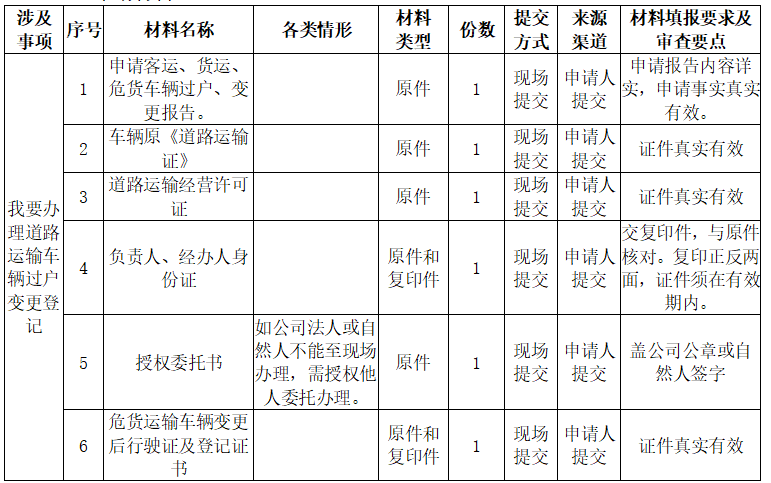 涉及
事项
序号
材料名称
各类情形
材料
类型
份数
提交
方式
来源
渠道
材料填报要求及
审查要点
我要办
理道路
运输车
辆过户
变更登
记
1
申请客运、货运、
危货车辆过户、变
更报告。
原件
1
现场
提交
申请人
提交
申请报告内容详
实，申请事实真实
有效。
2
车辆原《道路运输
证》
原件
1
现场
提交
申请人
提交
证件真实有效
3
道路运输经营许可
证
原件
1
现场
提交
申请人
提交
证件真实有效
4
负责人、经办人身
份证
原件和
复印件
1
现场
提交
申请人
提交
交复印件，与原件
核对。复印正反两
面，证件须在有效
期内。
5
授权委托书
如公司法人或自
然人不能至现场
办理，需授权他
人委托办理。
原件
1
现场
提交
申请人
提交
盖公司公章或自
然人签字
6
危货运输车辆变更
后行驶证及登记证
书
原件和
复印件
1
现场
提交
申请人
提交
证件真实有效